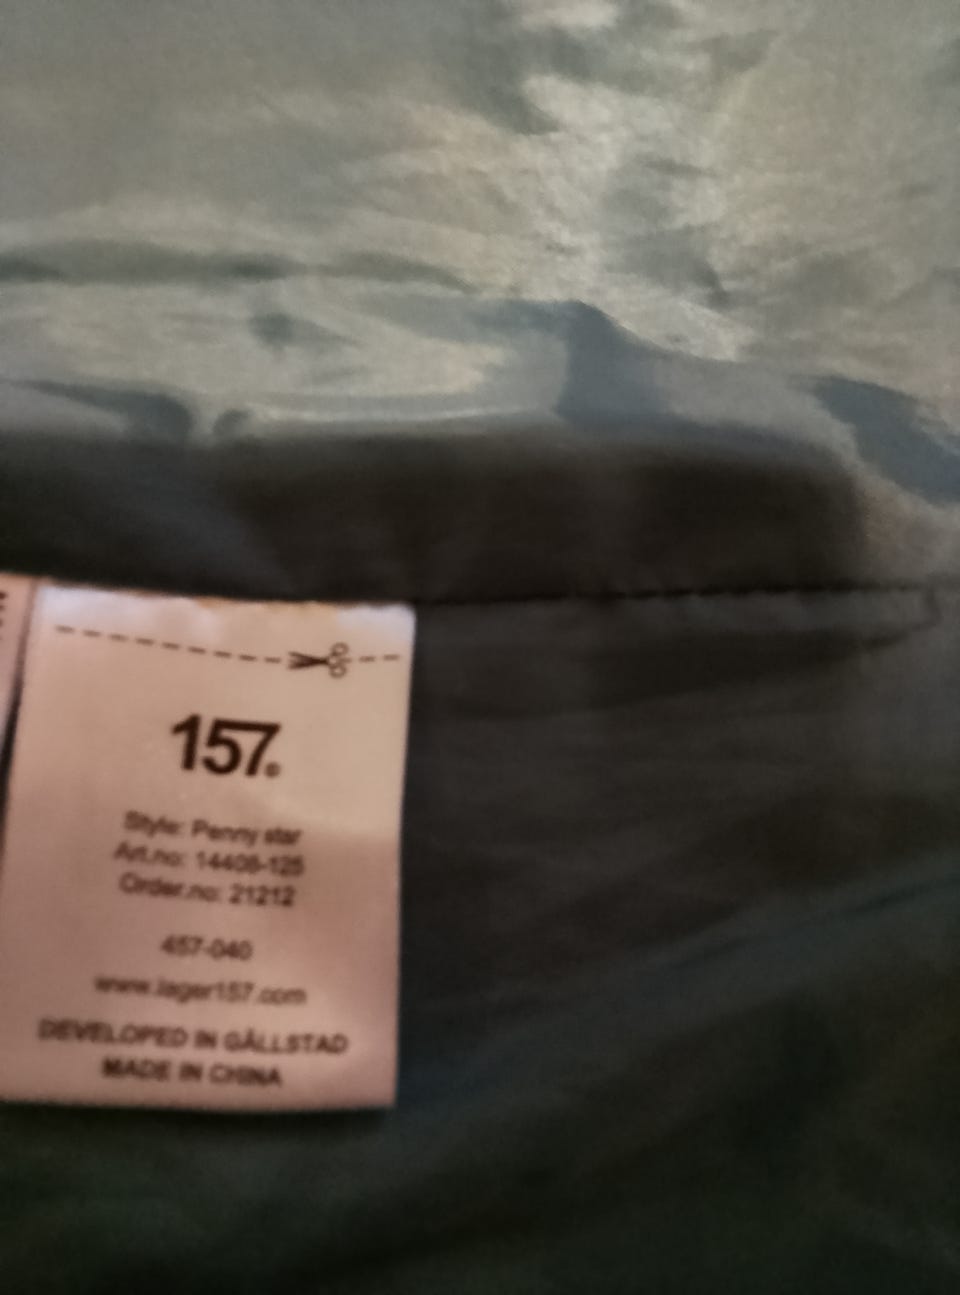 157
Style: Penny star
Art.no: 14408-125
Order.no: 21212
457-040
www.lager157.com
DEVELOPED IN GÄLLSTAD
MADE IN CHINA